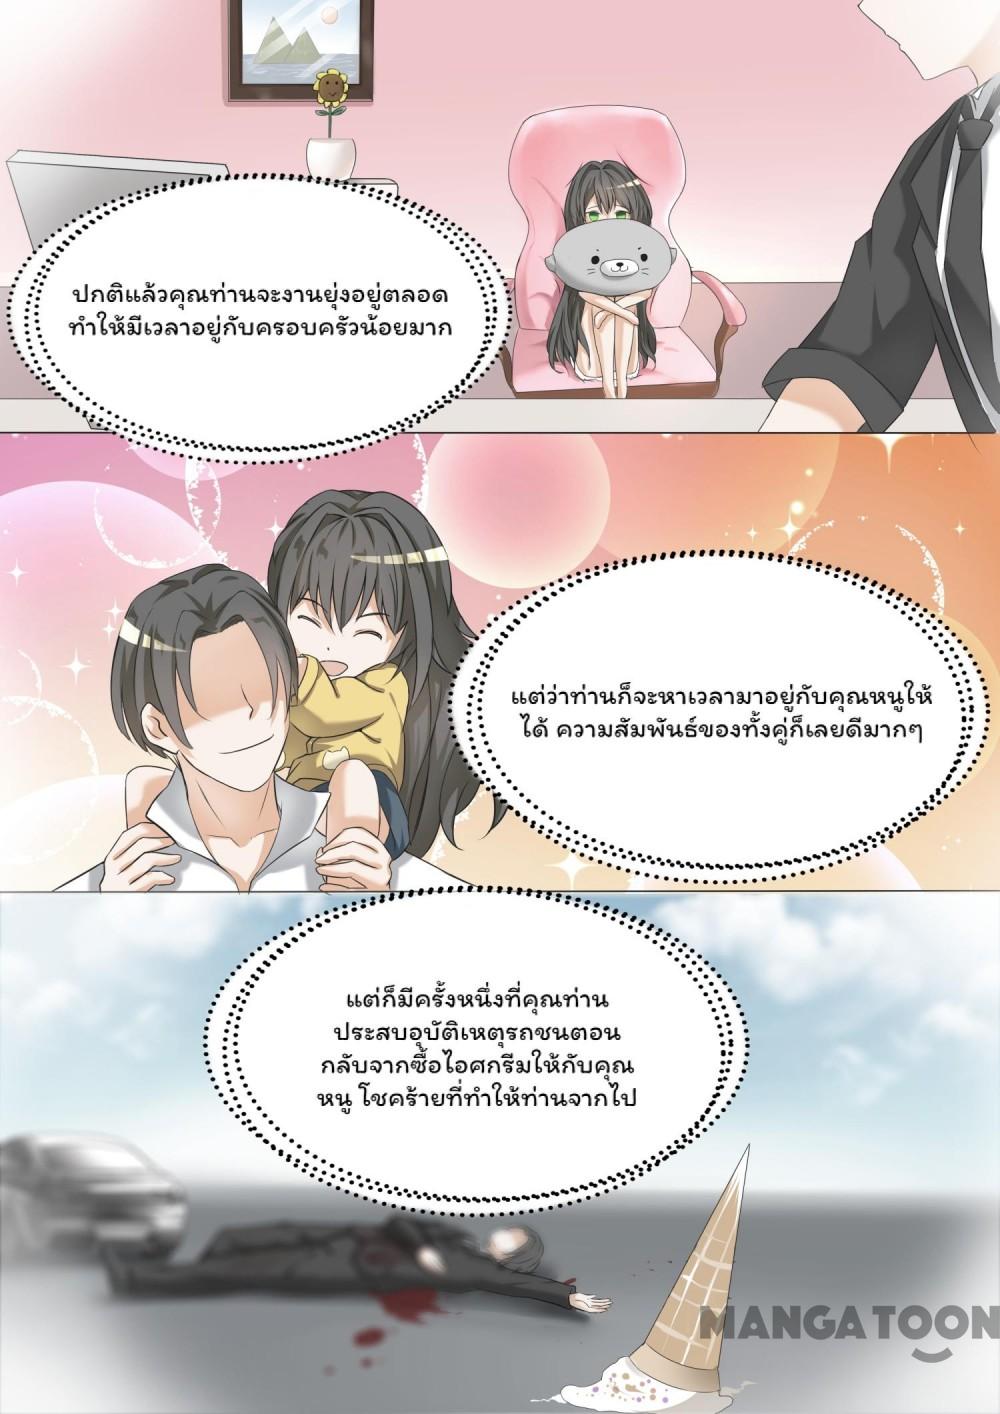 ปกติแล้วคุณท่านจะงานยุ่งอยู่ตลอด
ทำให้มีเวลาอยู่กับครอบครัวน้อยมาก
แต่ว่าท่านก็จะหาเวลามาอยู่กับคุณหนูให้
ได้ ความสัมพันธ์ของทั้งคู่ก็เลยดีมากๆ
แต่ก็มีครั้งหนึ่งที่คุณท่าน
ประสบอุบัติเหตุรถชนตอน
กลับจากซื้อไอศกรีมให้กับคุณ
หนู โชคร้ายที่ทำให้ท่านจากไป
MANGATOON